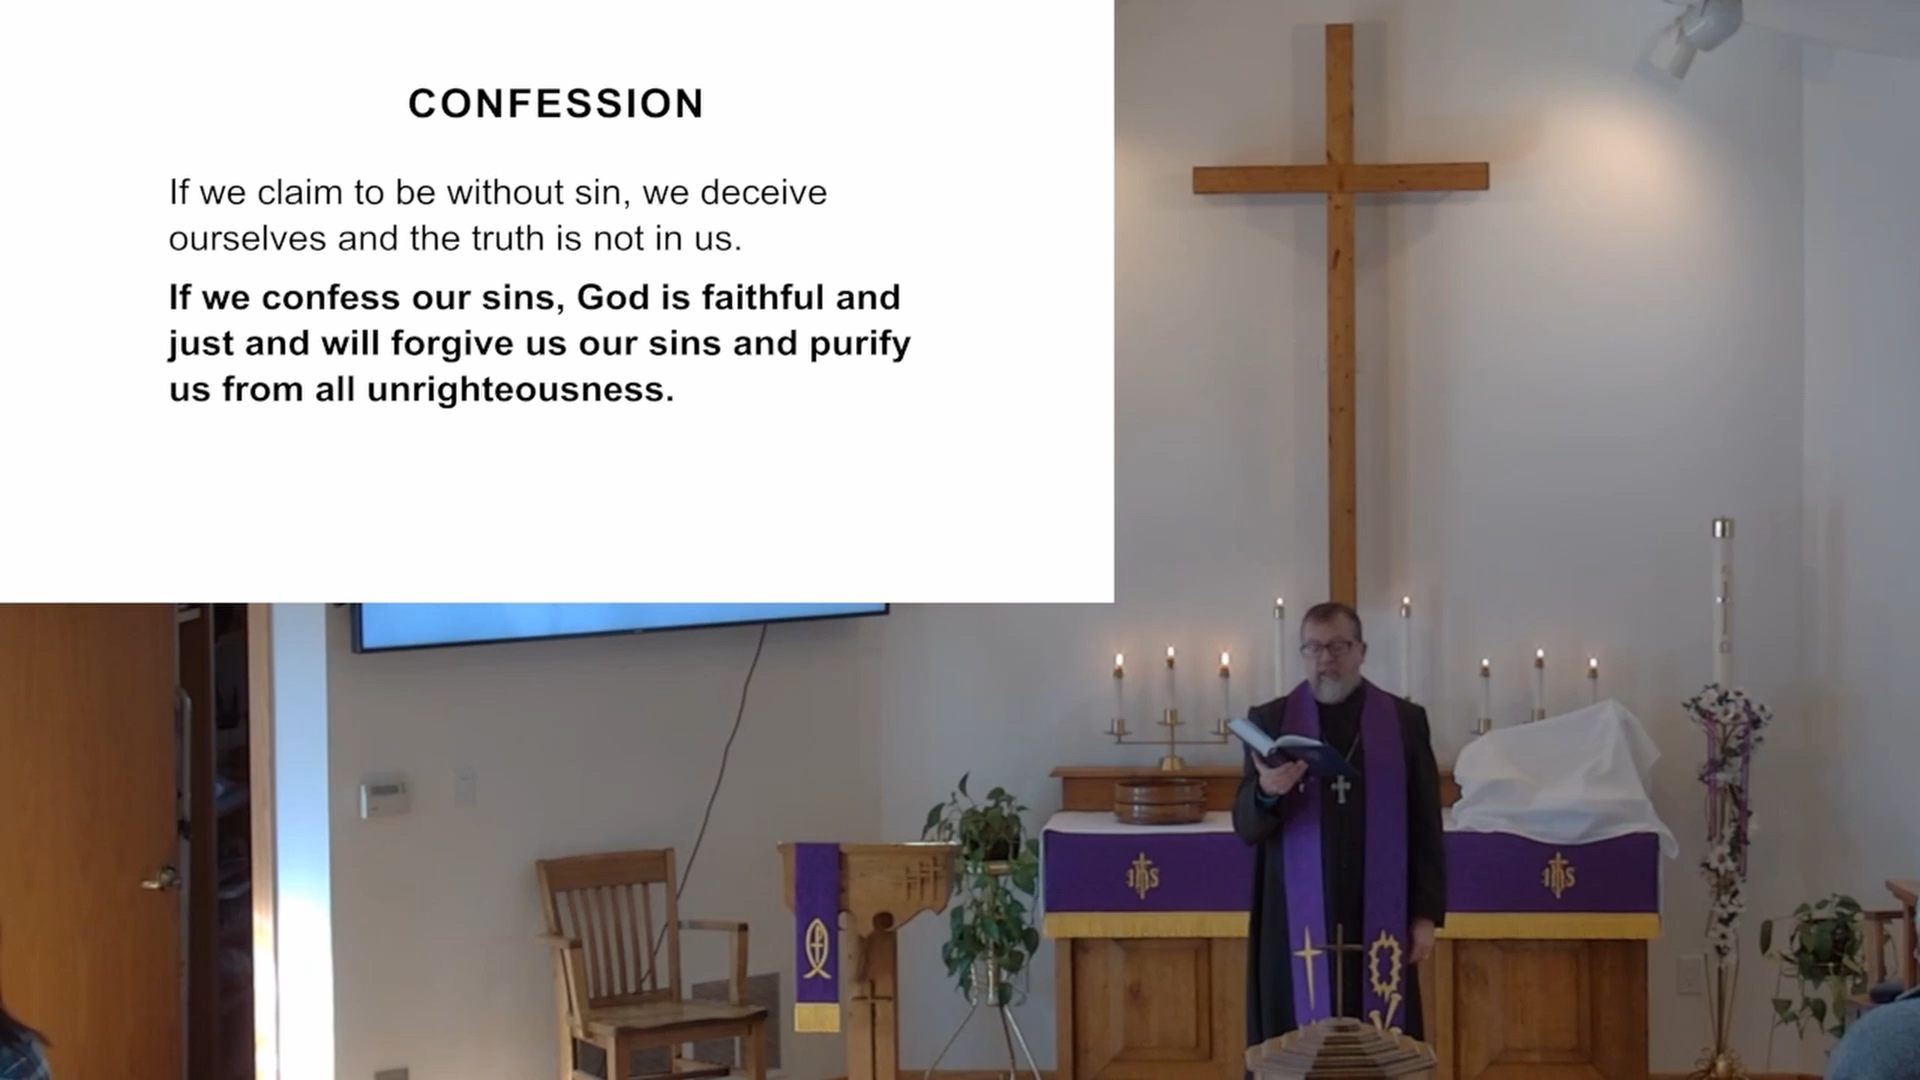 CONFESSION
If we claim to be without sin, we deceive
ourselves and the truth is not in us.
If we confess our sins, God is faithful and
just and will forgive us our sins and purify
us from all unrighteousness.
IHS
IHS